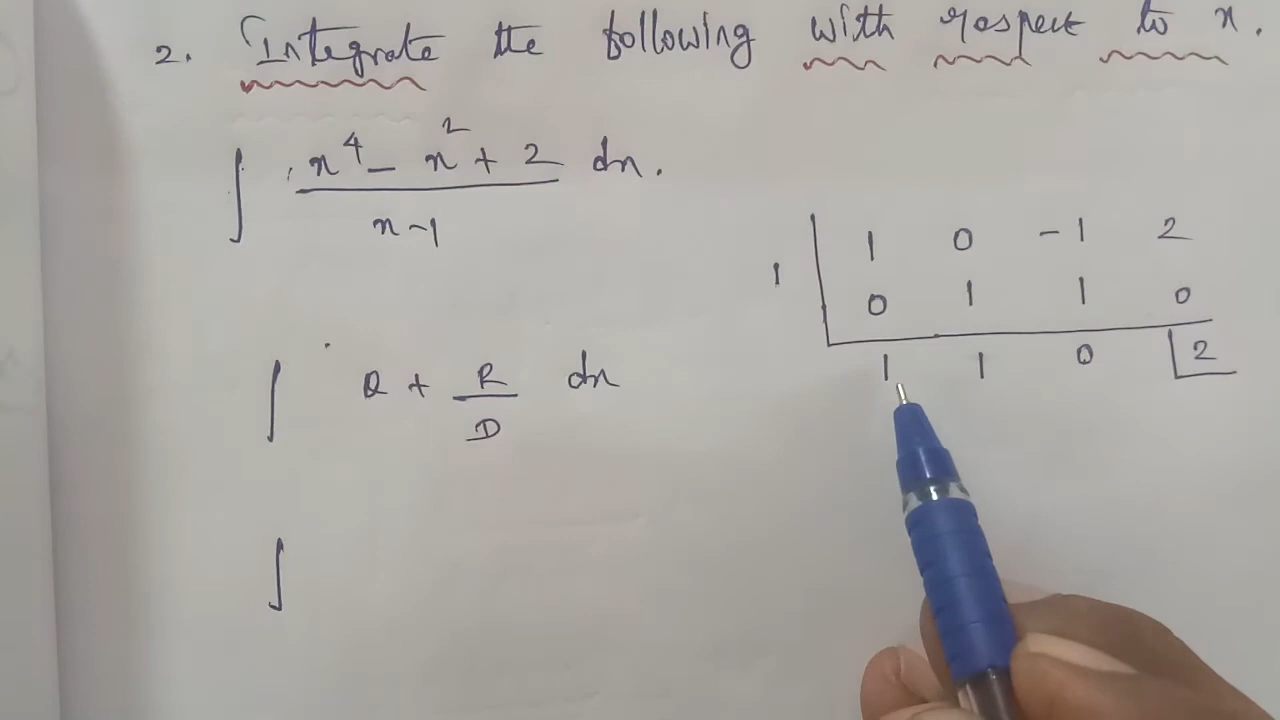 2. Integrate the following with respect to x.
∫ x⁴ - x² + 2 / x-1 dx.
1 | 1 0 -1 2
0 1 1 0
1 1 0 | 2
∫ Q + R/D dx
∫